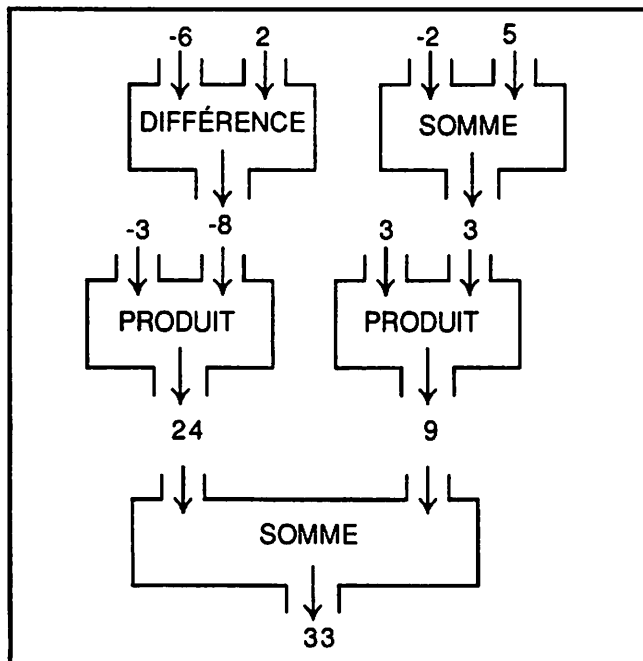 -6 2 -2 5
DIFFÉRENCE SOMME
-3 -8 3 3
PRODUIT PRODUIT
24 9
SOMME
33